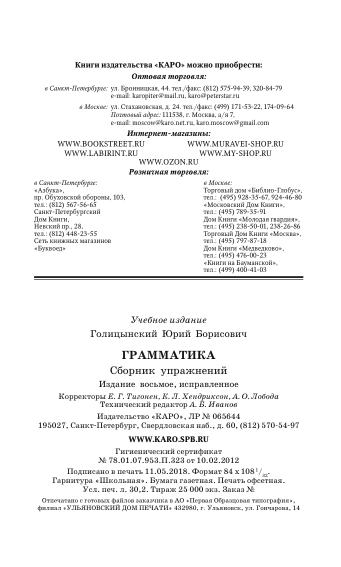 Книги издательства «КАРО» можно приобрести:
Оптовая торговля:
в Санкт-Петербурге: ул. Бронницкая, 44. тел./факс: (812) 575-94-39, 320-84-79
e-mail: karopiter@mail.ru, karo@peterstar.ru
в Москве: ул. Стахановская, д. 24. тел./факс: (499) 171-53-22, 174-09-64
Почтовый адрес: 111538, г. Москва, а/я 7,
e-mail: moscow@karo.net.ru, karo.moscow@gmail.com
Интернет-магазины:
WWW.BOOKSTREET.RU WWW.MURAVEI-SHOP.RU
WWW.LABIRINT.RU WWW.MY-SHOP.RU
WWW.OZON.RU
Розничная торговля:
в Санкт-Петербурге:
«Азбука»,
пр. Обуховской обороны, 103,
тел.: (812) 567-56-65
Санкт-Петербургский
Дом Книги,
Невский пр., 28,
тел.: (812) 448-23-55
Сеть книжных магазинов
«Буквоед»
в Москве:
Торговый дом «Библио-Глобус»,
тел.: (495) 928-35-67, 924-46-80
«Московский Дом Книги»,
тел.: (495) 789-35-91
Дом Книги «Молодая гвардия»,
тел.: (495) 238-50-01, 238-26-86
Торговый Дом Книги «Москва»,
тел.: (495) 797-87-18
Дом Книги «Медведково»,
тел.: (495) 476-00-23
«Книги на Бауманской»,
тел.: (499) 400-41-03
Учебное издание
Голицынский Юрий Борисович
ГРАММАТИКА
Сборник упражнений
Издание восьмое, исправленное
Корректоры Е. Г. Тигонен, К. Л. Хендриксон, А. О. Лобода
Технический редактор А. Б. Иванов
Издательство «КАРО», ЛР № 065644
195027, Санкт-Петербург, Свердловская наб., д. 60, (812) 570-54-97
WWW.KARO.SPB.RU
Гигиенический сертификат
№ 78.01.07.953.П.323 от 10.02.2012
Подписано в печать 11.05.2018. Формат 84 х 108 1/32.
Гарнитура «Школьная». Бумага газетная. Печать офсетная.
Усл. печ. л. 30,2. Тираж 25 000 экз. Заказ №
Отпечатано с готовых файлов заказчика в АО «Первая Образцовая типография»,
филиал «УЛЬЯНОВСКИЙ ДОМ ПЕЧАТИ» 432980, г. Ульяновск, ул. Гончарова, 14